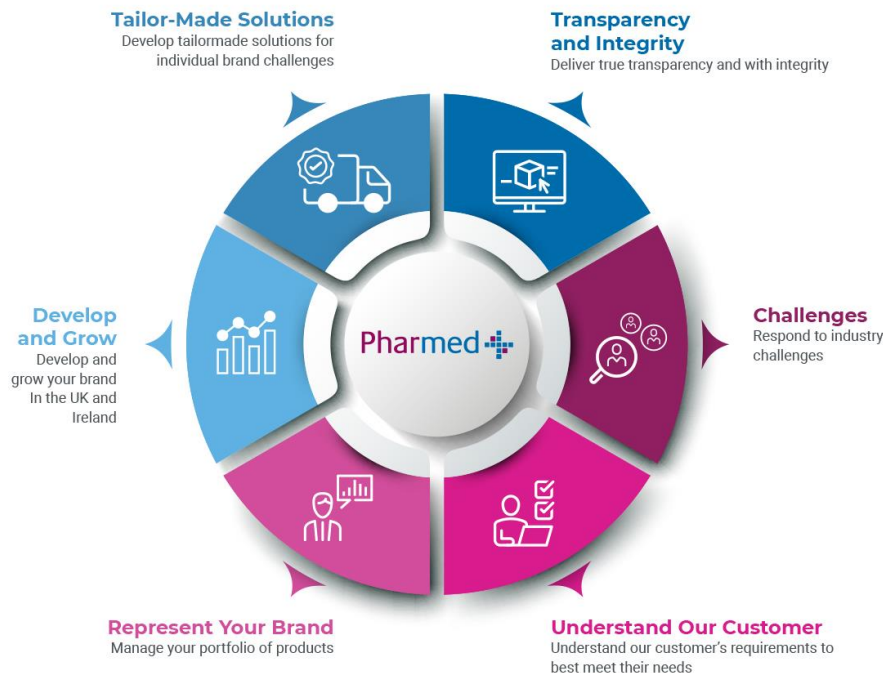 Tailor-Made Solutions
Develop tailormade solutions for
individual brand challenges
Transparency
and Integrity
Deliver true transparency and with integrity
Develop
and Grow
Develop and
grow your brand
In the UK and
Ireland
Pharmed
Challenges
Respond to industry
challenges
Represent Your Brand
Manage your portfolio of products
Understand Our Customer
Understand our customer's requirements to
best meet their needs